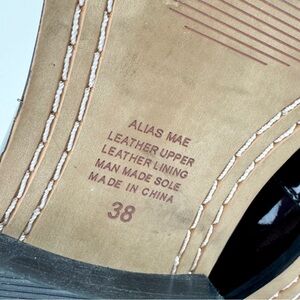 ALIAS MAE
LEATHER UPPER
LEATHER LINING
MAN MADE SOLE
MADE IN CHINA
38